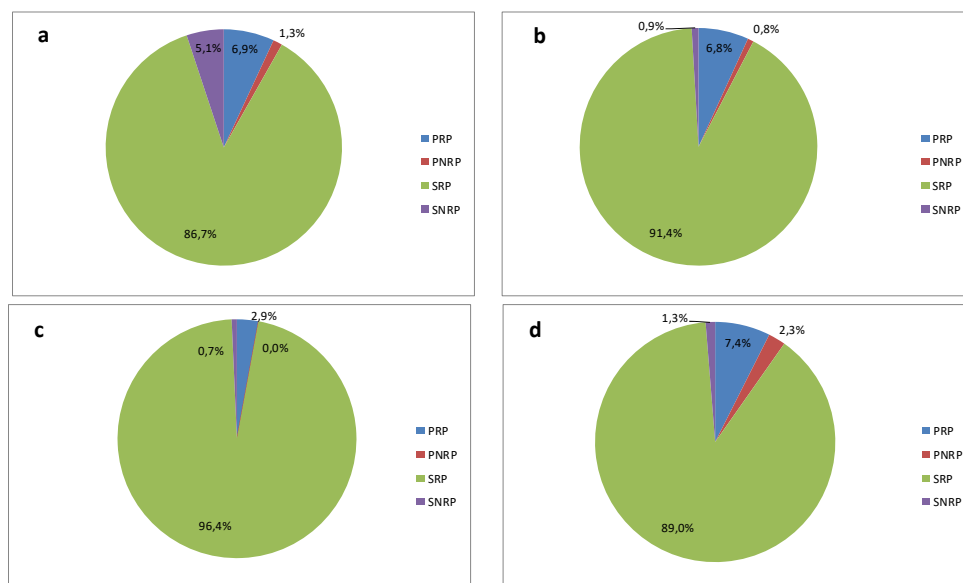 a
5,1%
6,9%
1,3%
86,7%
PRP
PNRP
SRP
SNRP
b
0,9%
6,8%
0,8%
91,4%
PRP
PNRP
SRP
SNRP
c
2,9%
0,7%
0,0%
96,4%
PRP
PNRP
SRP
SNRP
d
1,3%
7,4%
2,3%
89,0%
PRP
PNRP
SRP
SNRP